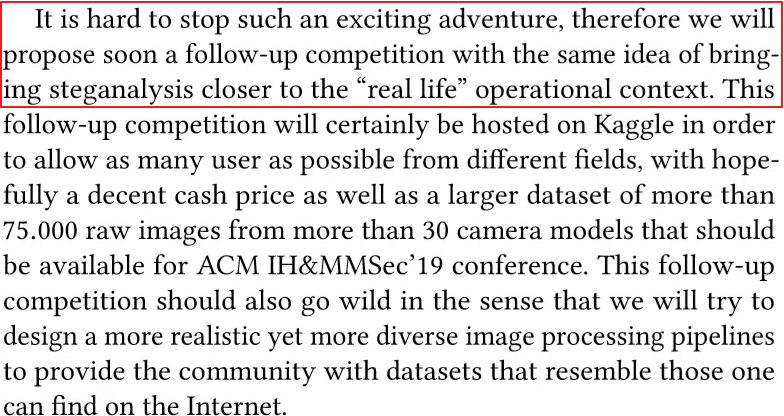 It is hard to stop such an exciting adventure, therefore we will
propose soon a follow-up competition with the same idea of bring-
ing steganalysis closer to the “real life” operational context. This
follow-up competition will certainly be hosted on Kaggle in order
to allow as many user as possible from different fields, with hope-
fully a decent cash price as well as a larger dataset of more than
75.000 raw images from more than 30 camera models that should
be available for ACM IH&MMSec’19 conference. This follow-up
competition should also go wild in the sense that we will try to
design a more realistic yet more diverse image processing pipelines
to provide the community with datasets that resemble those one
can find on the Internet.